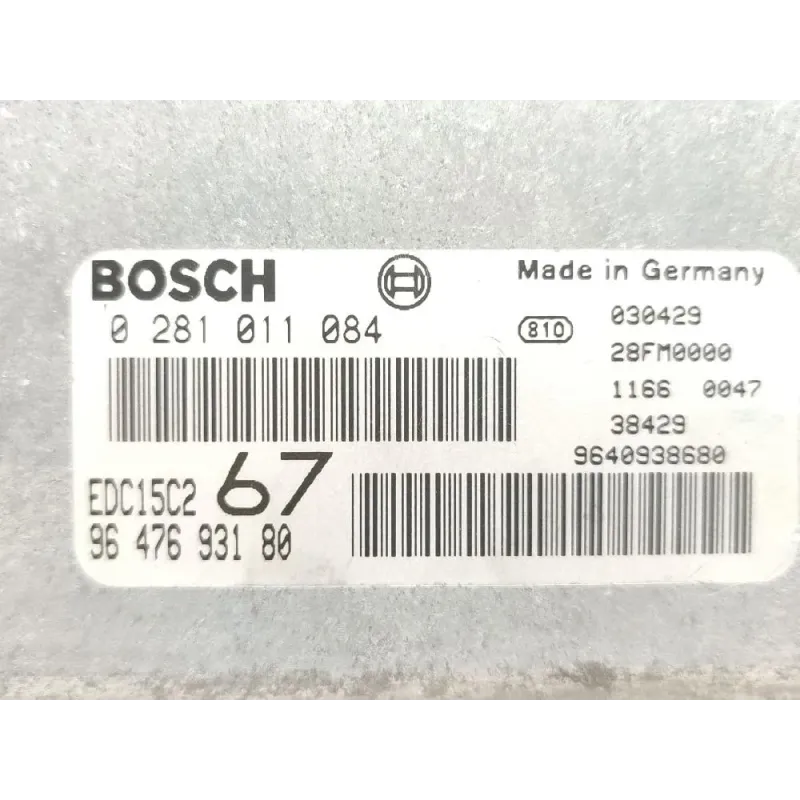 BOSCH
Made in Germany
0 281 011 084
810
030429
28FM0000
1166 0047
38429
9640938680
EDC15C2 67
96 476 931 80